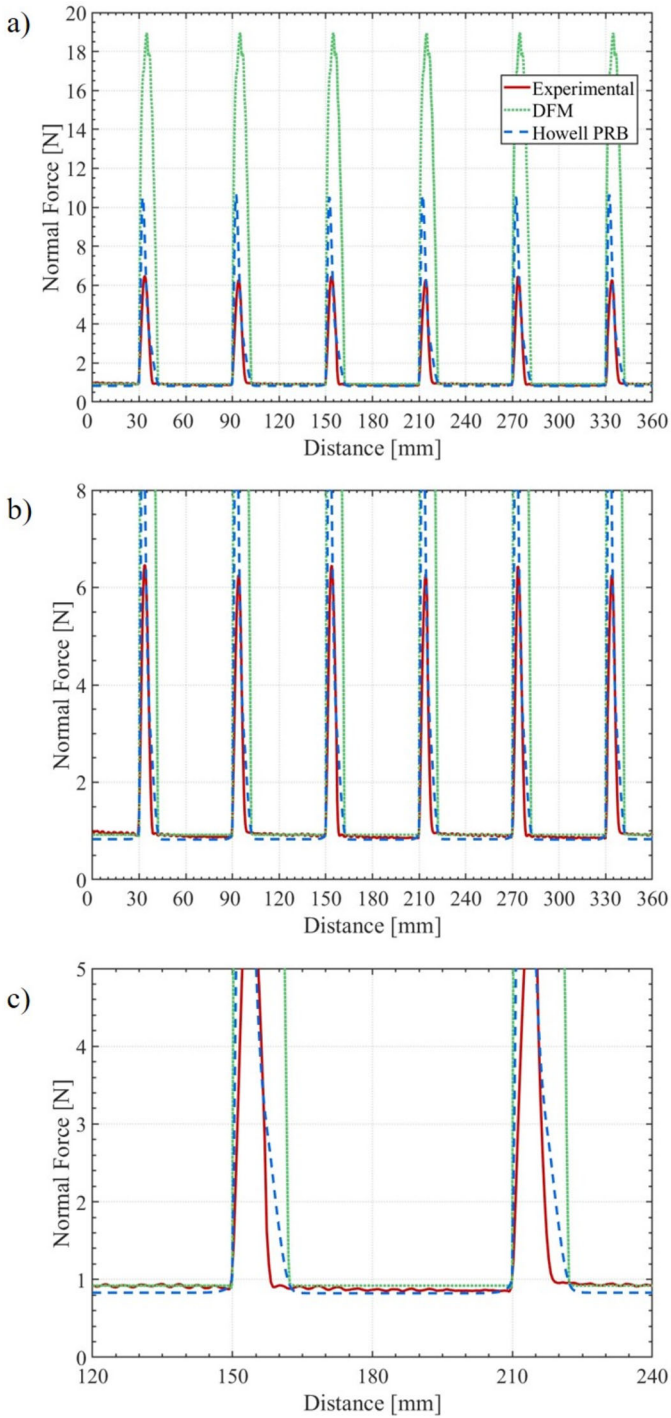 a)
20
18
16
14
12
10
8
6
4
2
0
Normal Force [N]
Experimental
DFM
Howell PRB
0 30 60 90 120 150 180 210 240 270 300 330 360
Distance [mm]
b)
8
6
4
2
0
Normal Force [N]
0 30 60 90 120 150 180 210 240 270 300 330 360
Distance [mm]
c)
5
4
3
2
1
0
Normal Force [N]
120 150 180 210 240
Distance [mm]